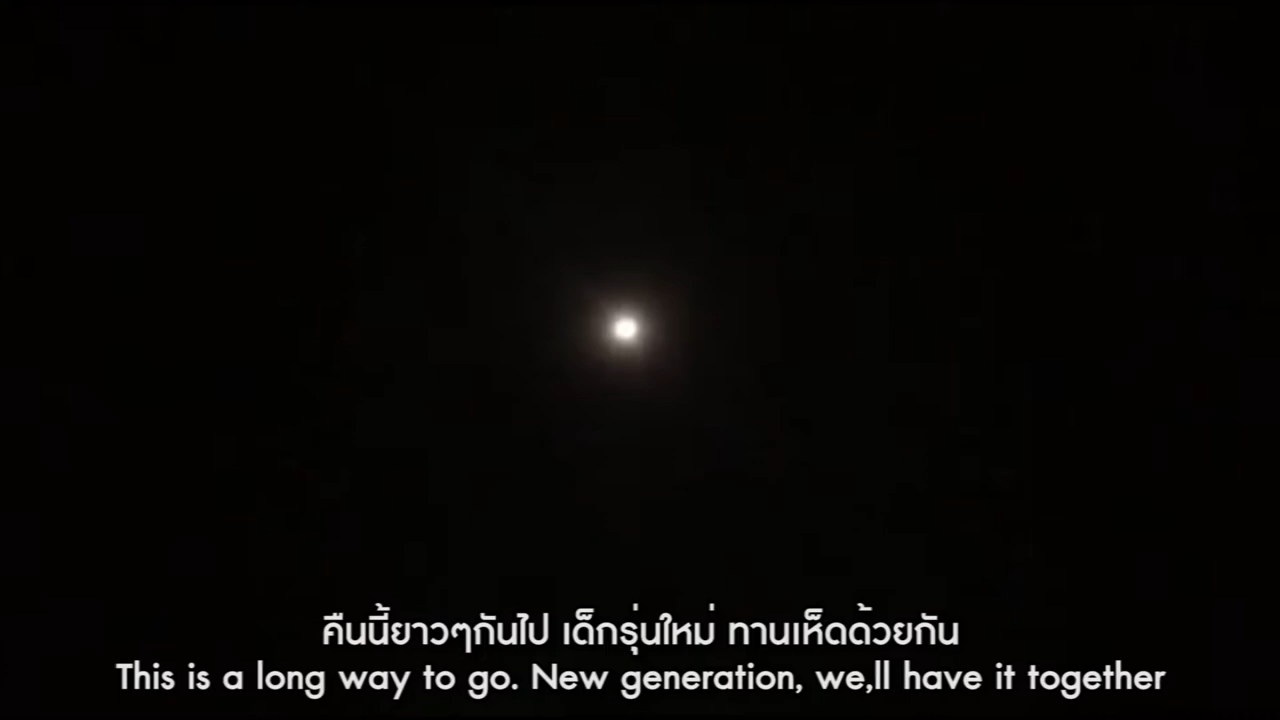 คืนนี้ยาวๆกันไป เด็กรุ่นใหม่ ทานเห็ดด้วยกัน
This is a long way to go. New generation, we,ll have it together